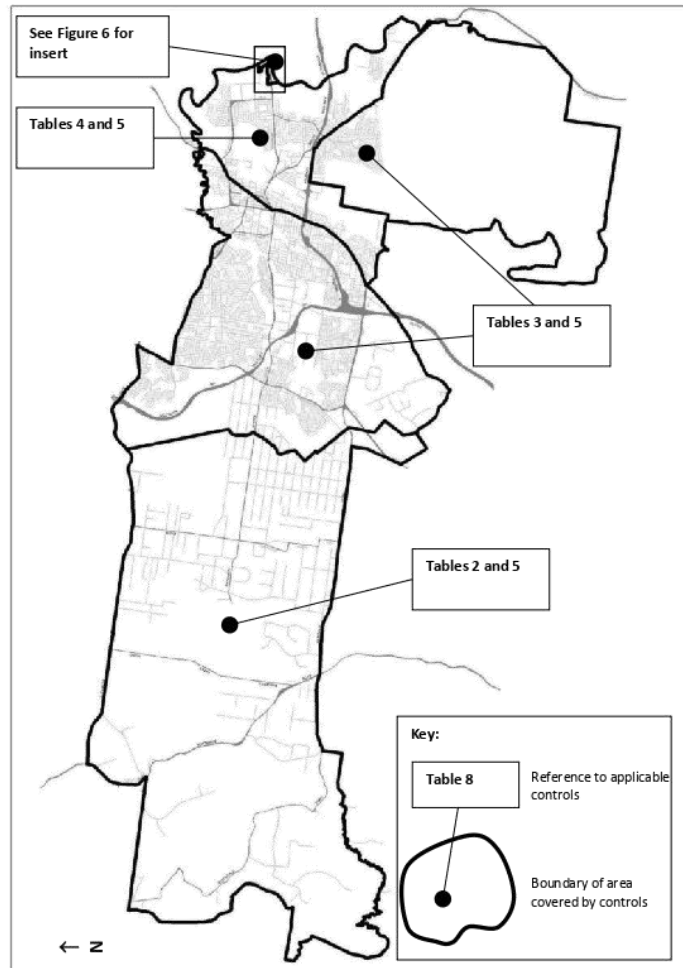 See Figure 6 for
insert
Tables 4 and 5
Tables 3 and 5
Tables 2 and 5
Key:
Table 8
Reference to applicable
controls
Boundary of area
covered by controls
← N